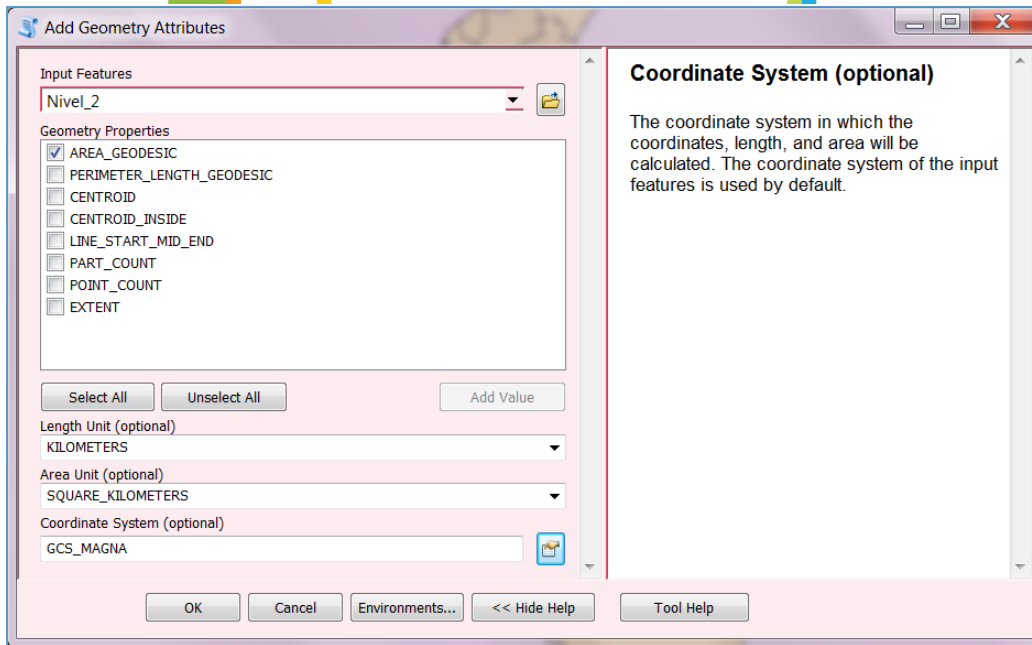 Add Geometry Attributes
Input Features
Nivel_2
Geometry Properties
AREA_GEODESIC
PERIMETER_LENGTH_GEODESIC
CENTROID
CENTROID_INSIDE
LINE_START_MID_END
PART_COUNT
POINT_COUNT
EXTENT
Select All
Unselect All
Add Value
Length Unit (optional)
KILOMETERS
Area Unit (optional)
SQUARE_KILOMETERS
Coordinate System (optional)
GCS_MAGNA
OK
Cancel
Environments...
<< Hide Help
Tool Help
Coordinate System (optional)
The coordinate system in which the
coordinates, length, and area will be
calculated. The coordinate system of the input
features is used by default.